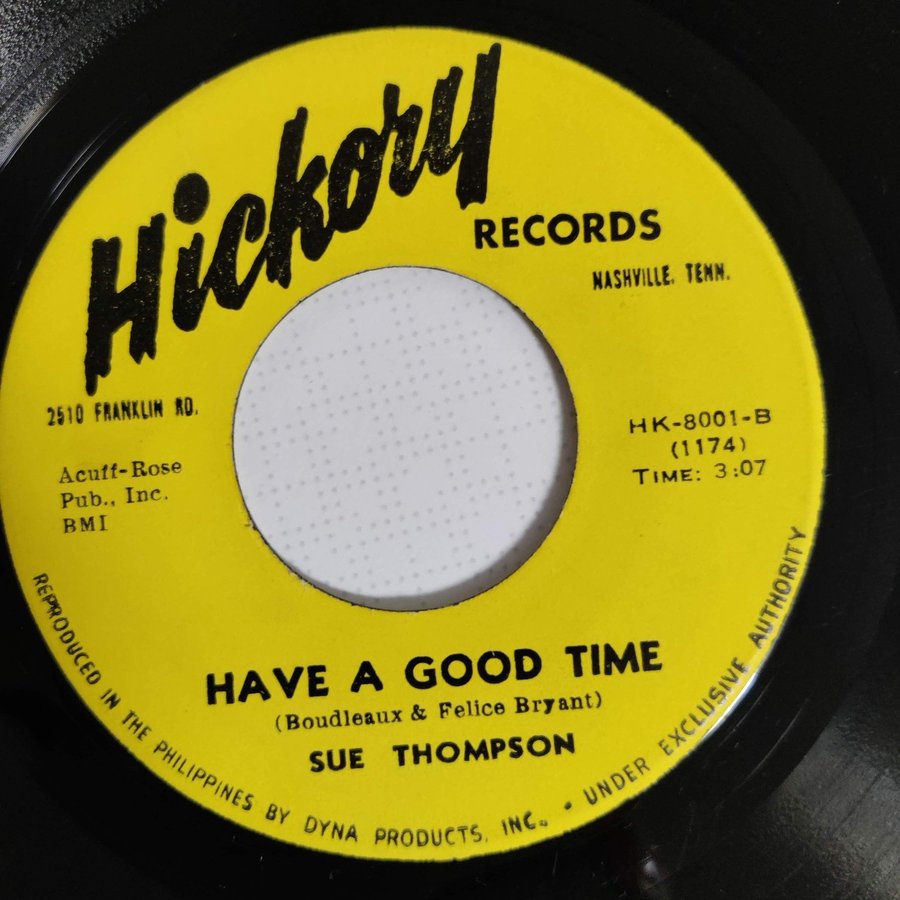 Hickory
RECORDS
NASHVILLE, TENN.
2510 FRANKLIN RD.
Acuff-Rose
Pub., Inc.
BMI
HK-8001-B
(1174)
TIME: 3:07
HAVE A GOOD TIME
(Boudleaux & Felice Bryant)
SUE THOMPSON
REPRODUCED IN THE PHILIPPINES BY DYNA PRODUCTS, INC. • UNDER EXCLUSIVE AUTHORITY